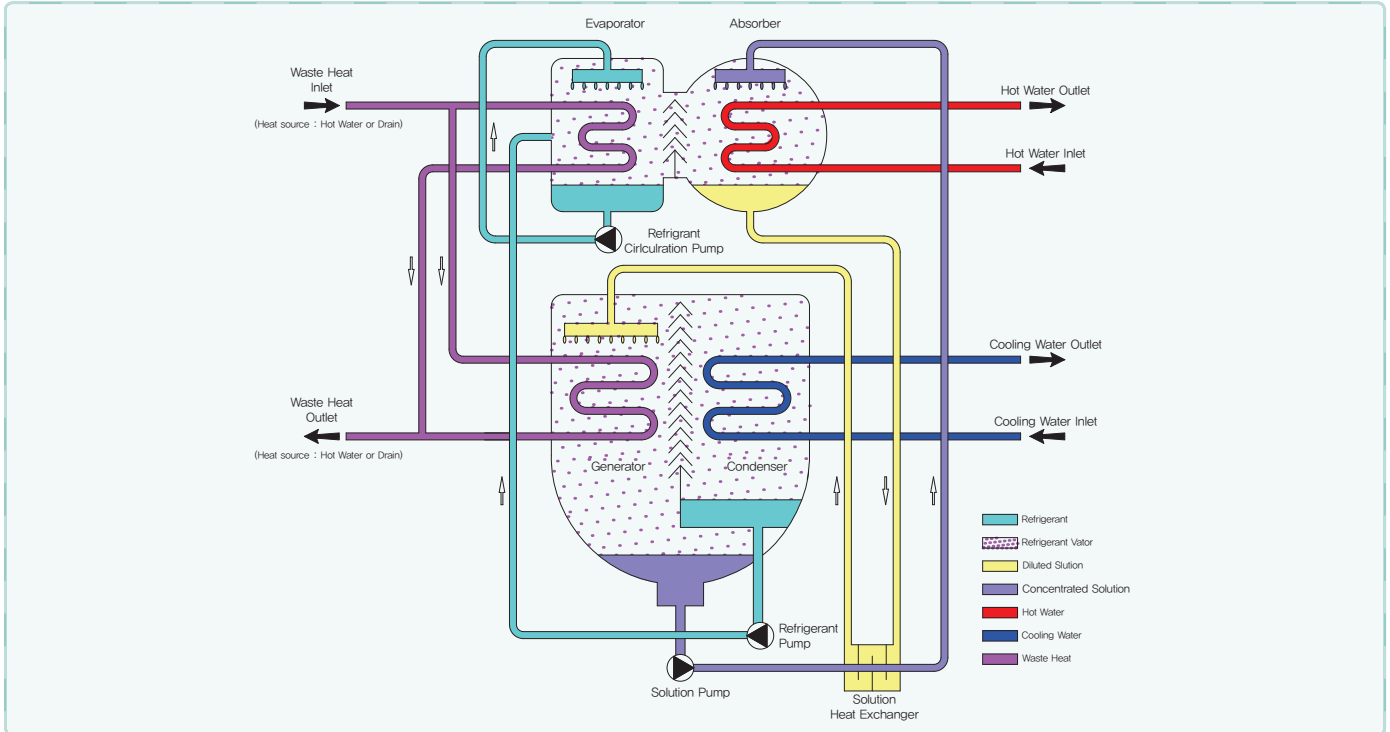 Evaporator
Absorber
Waste Heat
Inlet
(Heat source : Hot Water or Drain)
Hot Water Outlet
Hot Water Inlet
Refrigrant
Cirlculration Pump
Cooling Water Outlet
Waste Heat
Outlet
(Heat source : Hot Water or Drain)
Cooling Water Inlet
Generator
Condenser
Refrigerant
Refrigerant Vator
Diluted Slution
Concentrated Solution
Hot Water
Cooling Water
Waste Heat
Refrigerant
Pump
Solution Pump
Solution
Heat Exchanger